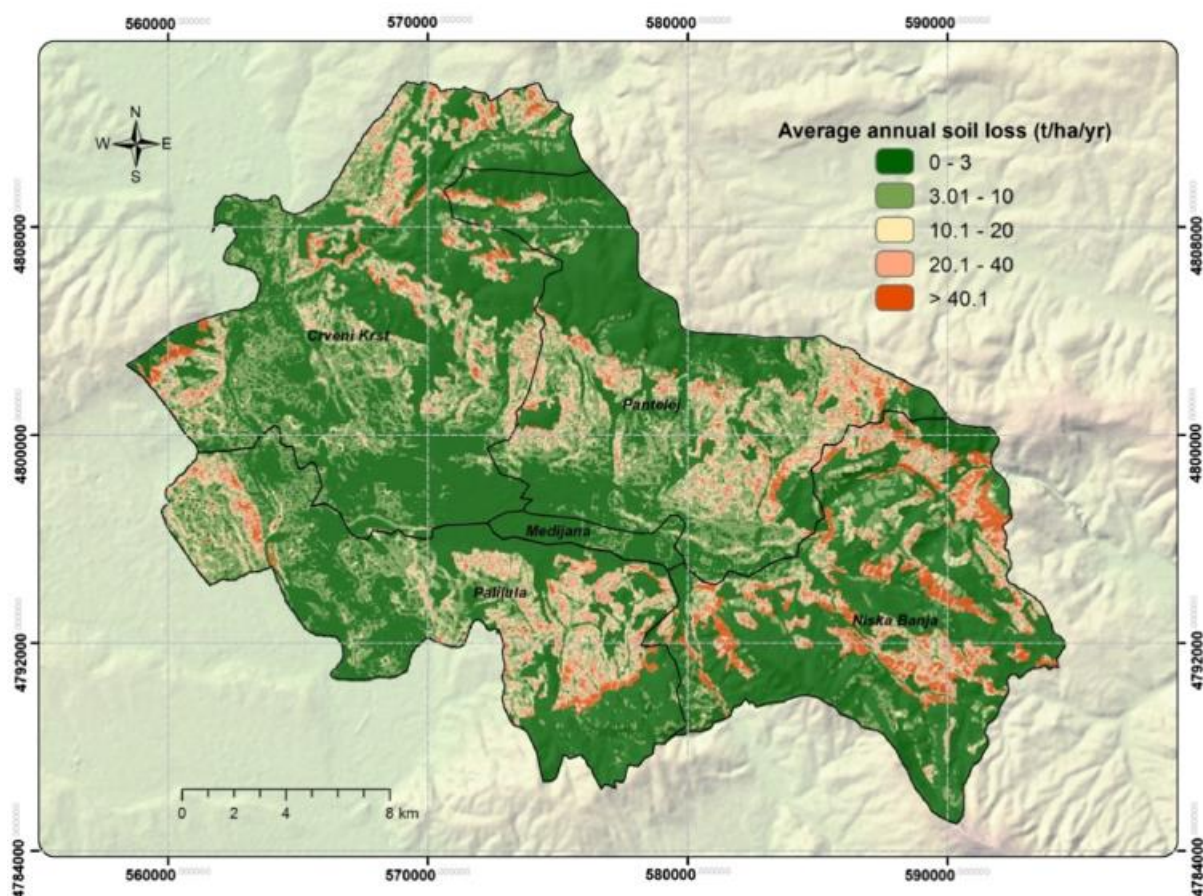 560000 570000 580000 590000
N
W E
S
Average annual soil loss (t/ha/yr)
0 - 3
3.01 - 10
10.1 - 20
20.1 - 40
> 40.1
4808000 4808000
Crveni Krst
Pantelej
4800000 4800000
Medijana
Palilula
Niska Banja
4792000 4792000
0 2 4 8 km
4784000 4784000
560000 570000 580000 590000